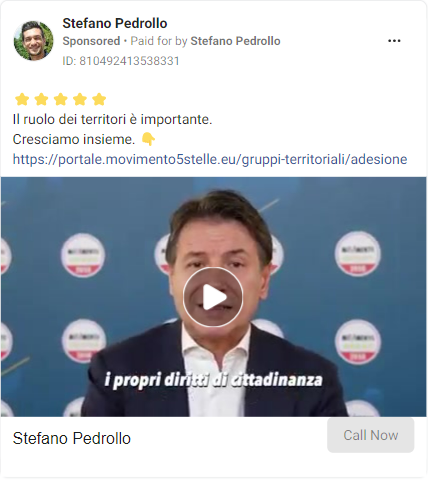 Stefano Pedrollo
Sponsored • Paid for by Stefano Pedrollo
ID: 810492413538331
Il ruolo dei territori è importante.
Cresciamo insieme. 👇
https://portale.movimento5stelle.eu/gruppi-territoriali/adesione
i propri diritti di cittadinanza
Stefano Pedrollo
Call Now